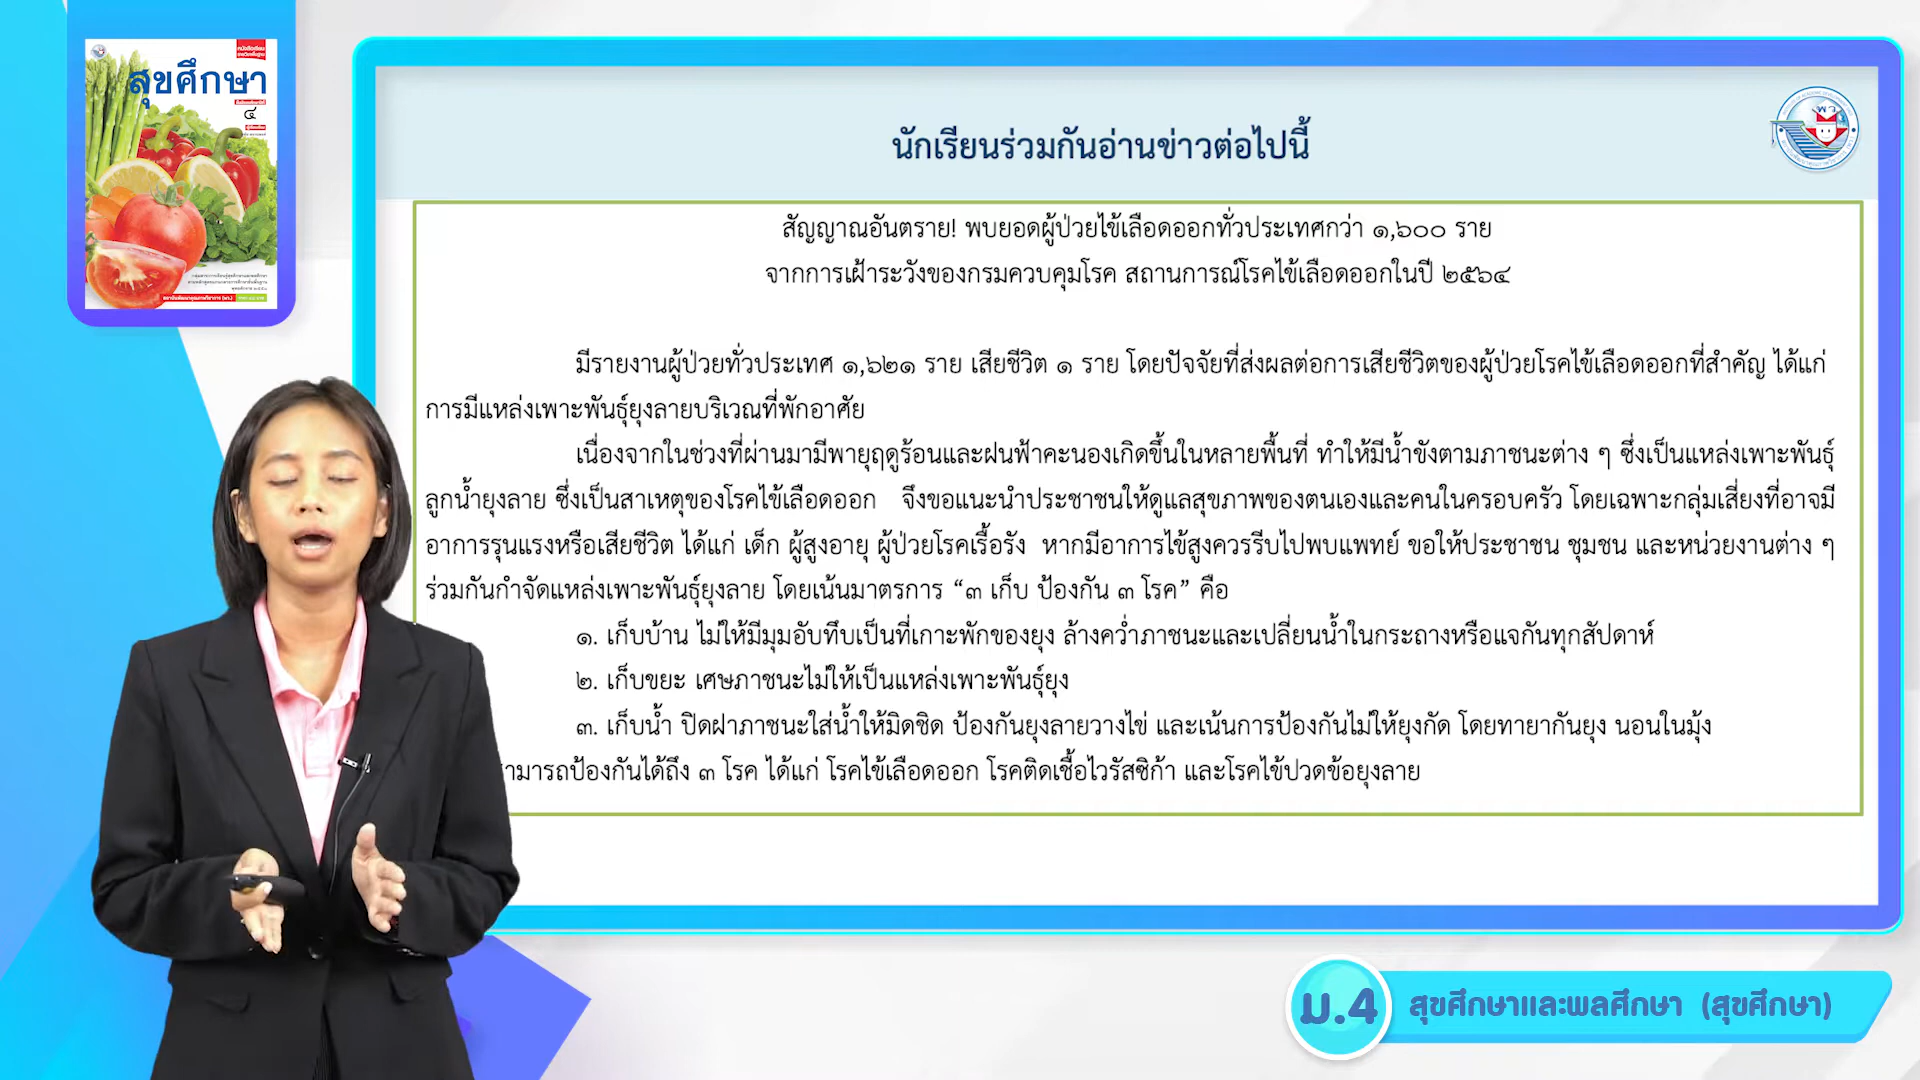 สุขศึกษา
๔
นักเรียนร่วมกันอ่านข่าวต่อไปนี้
พว
สัญญาณอันตราย! พบยอดผู้ป่วยไข้เลือดออกทั่วประเทศกว่า ๑,๖๐๐ ราย
จากการเฝ้าระวังของกรมควบคุมโรค สถานการณ์โรคไข้เลือดออกในปี ๒๕๖๔
มีรายงานผู้ป่วยทั่วประเทศ ๑,๖๒๑ ราย เสียชีวิต ๑ ราย โดยปัจจัยที่ส่งผลต่อการเสียชีวิตของผู้ป่วยโรคไข้เลือดออกที่สำคัญ ได้แก่
การมีแหล่งเพาะพันธุ์ยุงลายบริเวณที่พักอาศัย
เนื่องจากในช่วงที่ผ่านมามีพายุฤดูร้อนและฝนฟ้าคะนองเกิดขึ้นในหลายพื้นที่ ทำให้มีน้ำขังตามภาชนะต่าง ๆ ซึ่งเป็นแหล่งเพาะพันธุ์
ลูกน้ำยุงลาย ซึ่งเป็นสาเหตุของโรคไข้เลือดออก จึงขอแนะนำประชาชนให้ดูแลสุขภาพของตนเองและคนในครอบครัว โดยเฉพาะกลุ่มเสี่ยงที่อาจมี
อาการรุนแรงหรือเสียชีวิต ได้แก่ เด็ก ผู้สูงอายุ ผู้ป่วยโรคเรื้อรัง หากมีอาการไข้สูงควรรีบไปพบแพทย์ ขอให้ประชาชน ชุมชน และหน่วยงานต่าง ๆ
ร่วมกันกำจัดแหล่งเพาะพันธุ์ยุงลาย โดยเน้นมาตรการ “๓ เก็บ ป้องกัน ๓ โรค” คือ
๑. เก็บบ้าน ไม่ให้มีมุมอับทึบเป็นที่เกาะพักของยุง ล้างคว่ำภาชนะและเปลี่ยนน้ำในกระถางหรือแจกันทุกสัปดาห์
๒. เก็บขยะ เศษภาชนะไม่ให้เป็นแหล่งเพาะพันธุ์ยุง
๓. เก็บน้ำ ปิดฝาภาชนะใส่น้ำให้มิดชิด ป้องกันยุงลายวางไข่ และเน้นการป้องกันไม่ให้ยุงกัด โดยทายากันยุง นอนในมุ้ง
ามารถป้องกันได้ถึง ๓ โรค ได้แก่ โรคไข้เลือดออก โรคติดเชื้อไวรัสซิก้า และโรคไข้ปวดข้อยุงลาย
ม.4 สุขศึกษาและพลศึกษา (สุขศึกษา)